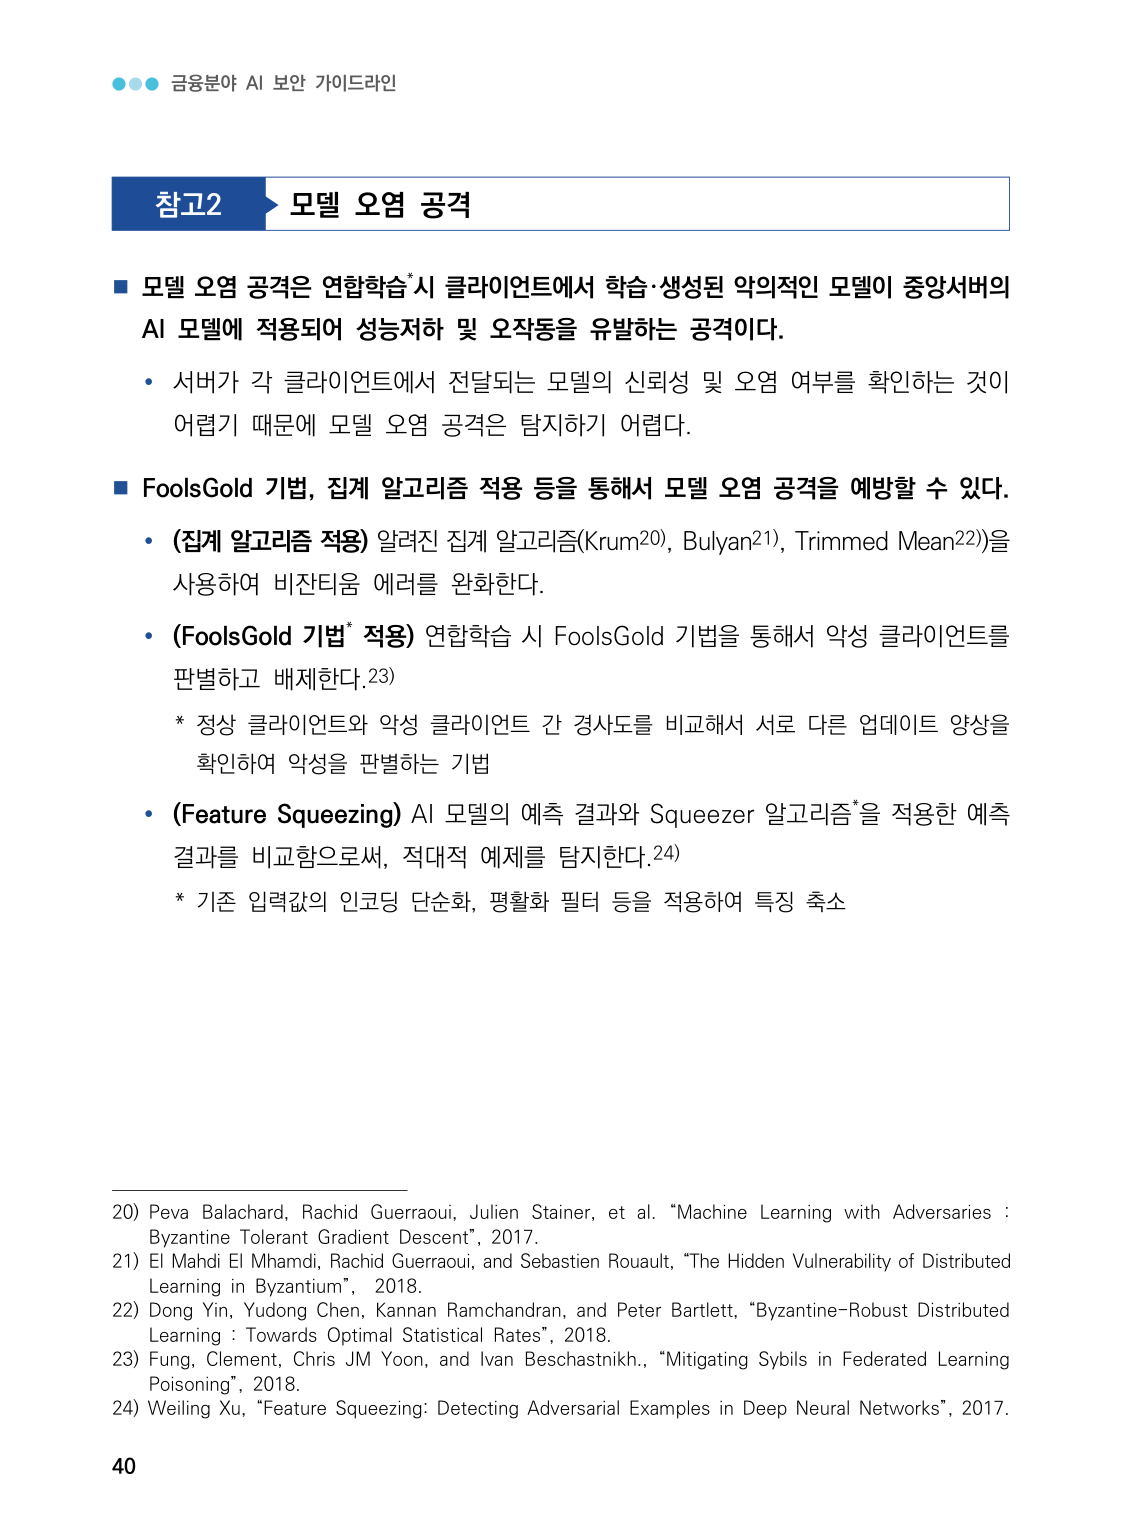 금융분야 AI 보안 가이드라인
참고2 모델 오염 공격
■ 모델 오염 공격은 연합학습*시 클라이언트에서 학습·생성된 악의적인 모델이 중앙서버의
AI 모델에 적용되어 성능저하 및 오작동을 유발하는 공격이다.
• 서버가 각 클라이언트에서 전달되는 모델의 신뢰성 및 오염 여부를 확인하는 것이
어렵기 때문에 모델 오염 공격은 탐지하기 어렵다.
■ FoolsGold 기법, 집계 알고리즘 적용 등을 통해서 모델 오염 공격을 예방할 수 있다.
• (집계 알고리즘 적용) 알려진 집계 알고리즘(Krum20), Bulyan21), Trimmed Mean22))을
사용하여 비잔티움 에러를 완화한다.
• (FoolsGold 기법* 적용) 연합학습 시 FoolsGold 기법을 통해서 악성 클라이언트를
판별하고 배제한다.23)
* 정상 클라이언트와 악성 클라이언트 간 경사도를 비교해서 서로 다른 업데이트 양상을
확인하여 악성을 판별하는 기법
• (Feature Squeezing) AI 모델의 예측 결과와 Squeezer 알고리즘*을 적용한 예측
결과를 비교함으로써, 적대적 예제를 탐지한다.24)
* 기존 입력값의 인코딩 단순화, 평활화 필터 등을 적용하여 특징 축소
20) Peva Balachard, Rachid Guerraoui, Julien Stainer, et al. “Machine Learning with Adversaries :
Byzantine Tolerant Gradient Descent”, 2017.
21) El Mahdi El Mhamdi, Rachid Guerraoui, and Sebastien Rouault, “The Hidden Vulnerability of Distributed
Learning in Byzantium”, 2018.
22) Dong Yin, Yudong Chen, Kannan Ramchandran, and Peter Bartlett, “Byzantine-Robust Distributed
Learning : Towards Optimal Statistical Rates”, 2018.
23) Fung, Clement, Chris JM Yoon, and Ivan Beschastnikh., “Mitigating Sybils in Federated Learning
Poisoning”, 2018.
24) Weiling Xu, “Feature Squeezing: Detecting Adversarial Examples in Deep Neural Networks”, 2017.
40